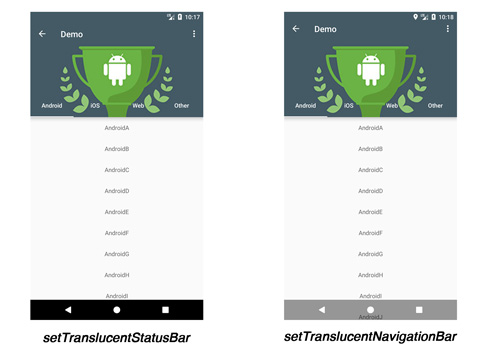 10:17
Demo
Android iOS Web Other
AndroidA
AndroidB
AndroidC
AndroidD
AndroidE
AndroidF
AndroidG
AndroidH
AndroidI
setTranslucentStatusBar
10:18
Demo
Android iOS Web Other
AndroidA
AndroidB
AndroidC
AndroidD
AndroidE
AndroidF
AndroidG
AndroidH
AndroidI
AndroidJ
setTranslucentNavigationBar